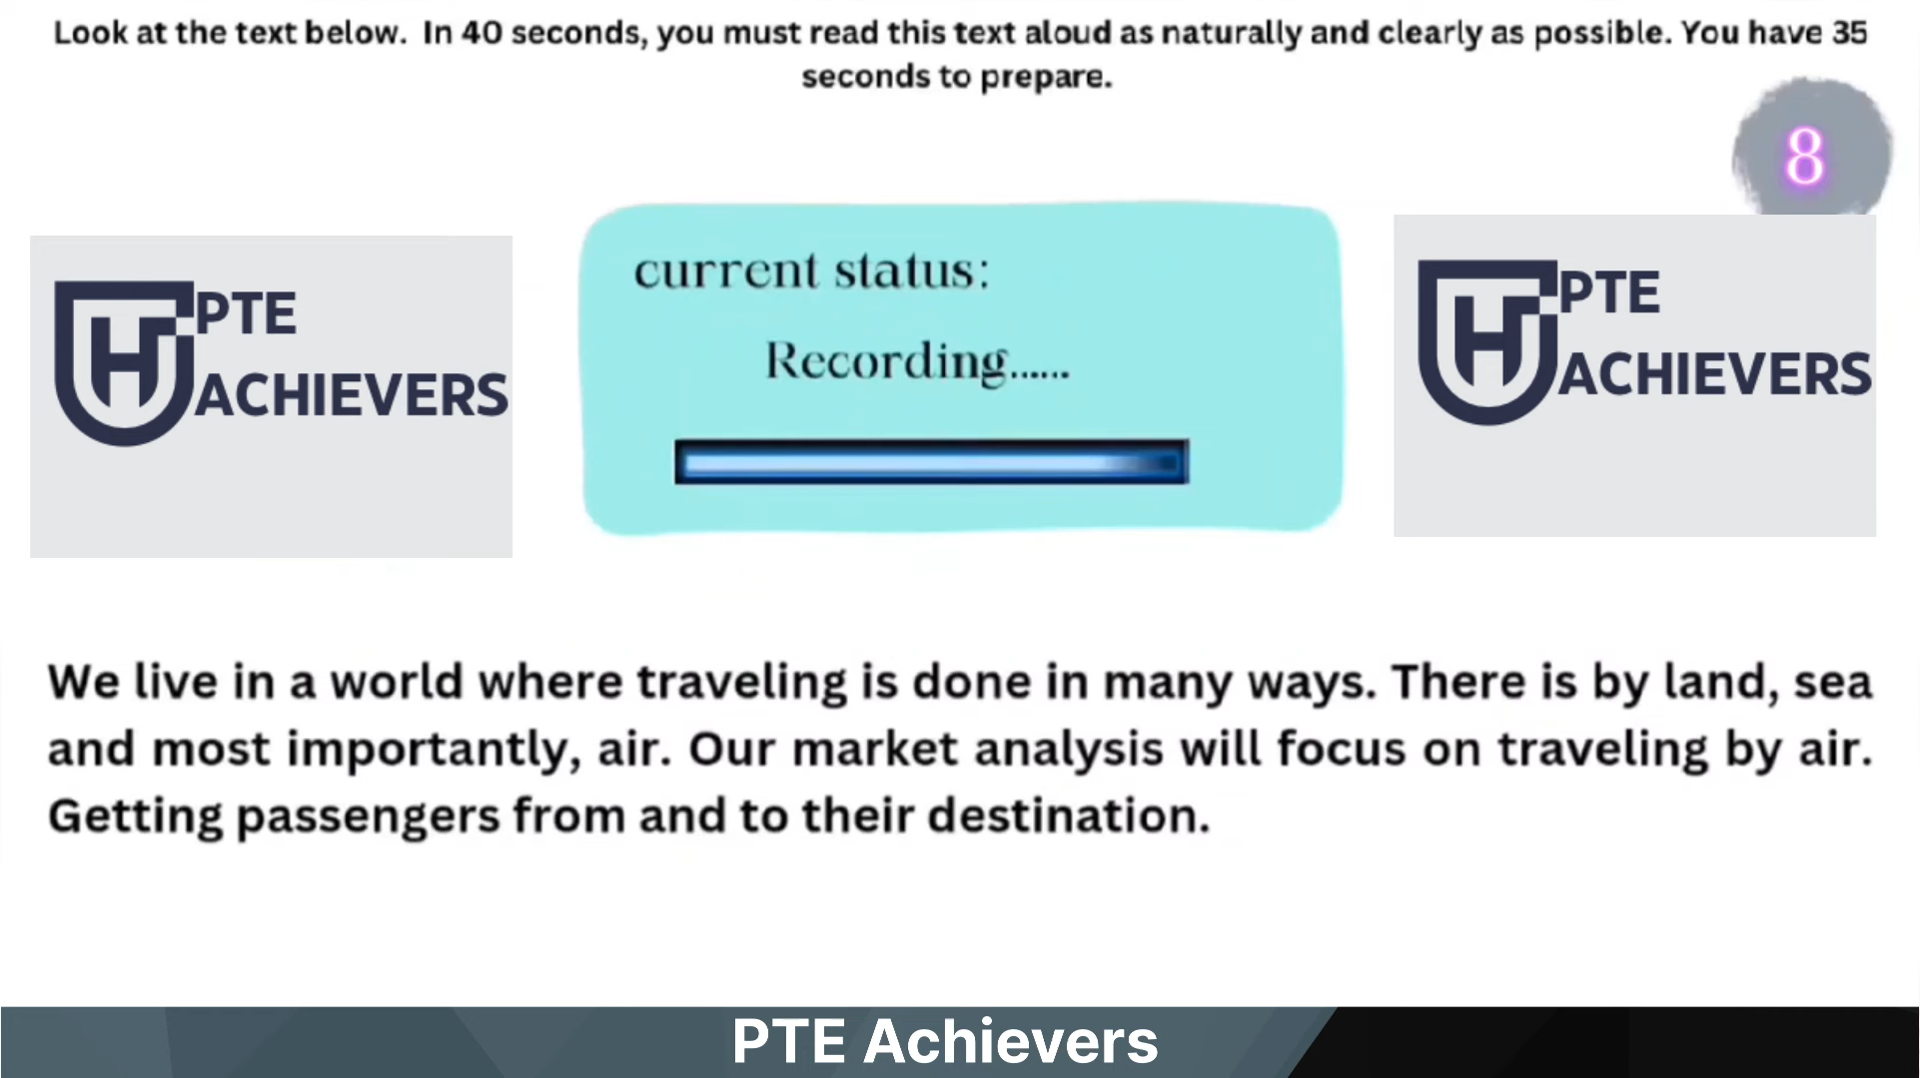 Look at the text below.  In 40 seconds, you must read this text aloud as naturally and clearly as possible. You have 35
seconds to prepare.
8
PTE
ACHIEVERS
current status:
Recording......
PTE
ACHIEVERS
We live in a world where traveling is done in many ways. There is by land, sea
and most importantly, air. Our market analysis will focus on traveling by air.
Getting passengers from and to their destination.
PTE Achievers